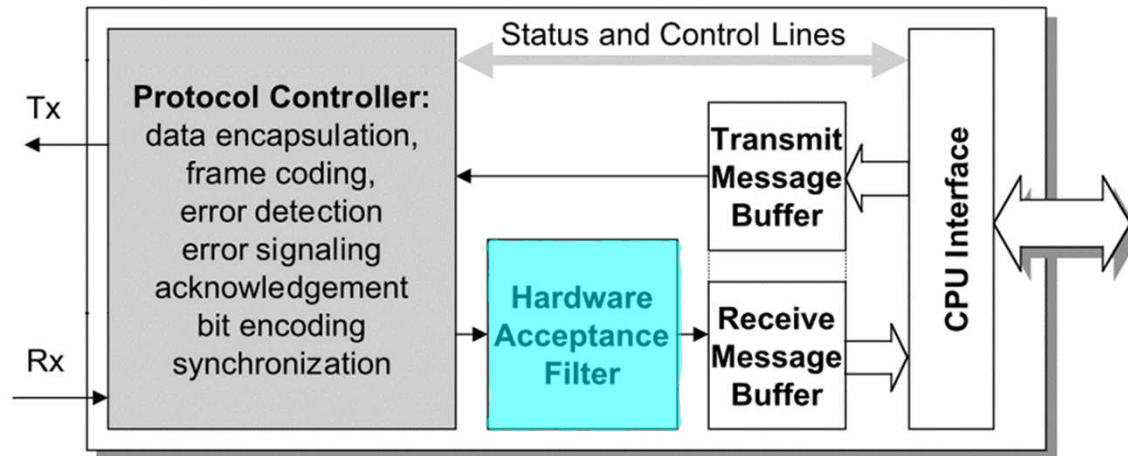 Status and Control Lines
Tx
Rx
Protocol Controller:
data encapsulation,
frame coding,
error detection
error signaling
acknowledgement
bit encoding
synchronization
Hardware
Acceptance
Filter
Transmit
Message
Buffer
Receive
Message
Buffer
CPU Interface